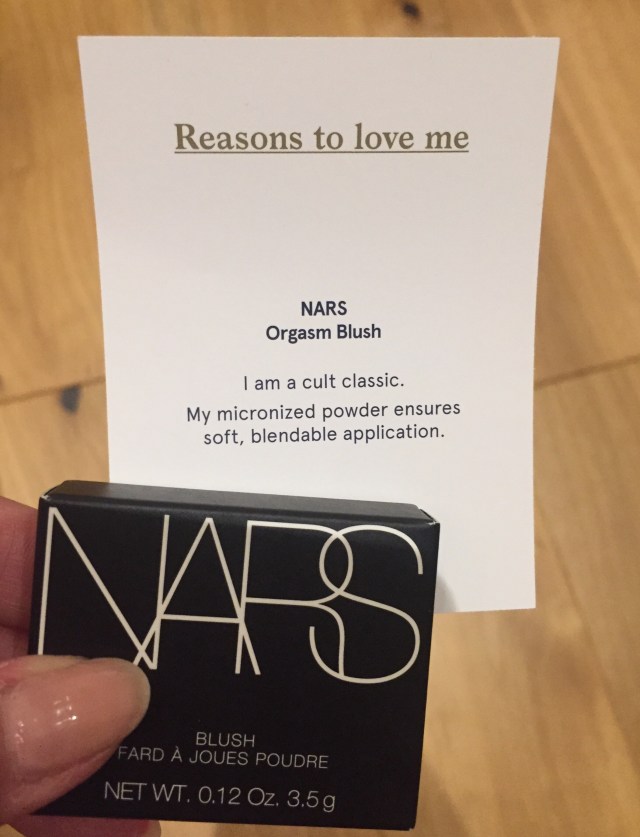 Reasons to love me
NARS
Orgasm Blush
I am a cult classic.
My micronized powder ensures
soft, blendable application.
NARS
BLUSH
FARD À JOUES POUDRE
NET WT. 0.12 Oz. 3.5g